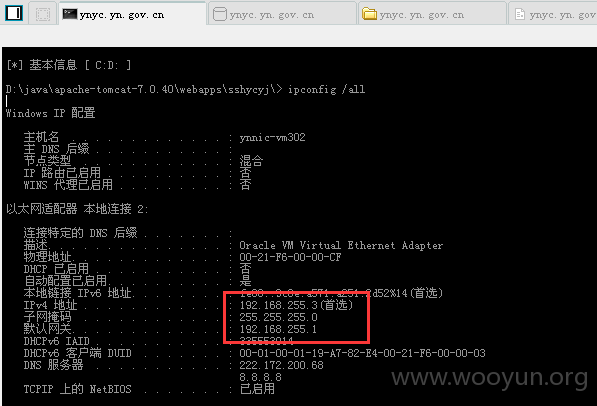 ynyc.yn.gov.cn
ynyc.yn.gov.cn
ynyc.yn.gov.cn
ynyc.yn.gov
[*] 基本信息 [ C:D: ]
D:\java\apache-tomcat-7.0.40\webapps\sshycyj\> ipconfig /all
Windows IP 配置
主机名 . . . . . . . . . . . . . : ynnic-vm302
主 DNS 后缀 . . . . . . . . . . . :
节点类型 . . . . . . . . . . . . : 混合
IP 路由已启用 . . . . . . . . . . : 否
WINS 代理已启用 . . . . . . . . . : 否
以太网适配器 本地连接 2:
连接特定的 DNS 后缀 . . . . . . . :
描述. . . . . . . . . . . . . . . : Oracle VM Virtual Ethernet Adapter
物理地址. . . . . . . . . . . . . : 00-21-F6-00-00-CF
DHCP 已启用 . . . . . . . . . . . : 否
自动配置已启用. . . . . . . . . . : 是
本地链接 IPv6 地址. . . . . . . . : (首选)
IPv4 地址 . . . . . . . . . . . . : 192.168.255.3(首选)
子网掩码 . . . . . . . . . . . . : 255.255.255.0
默认网关. . . . . . . . . . . . . : 192.168.255.1
DHCPv6 IAID . . . . . . . . . . . :
DHCPv6 客户端 DUID . . . . . . . : 00-01-00-01-19-A7-82-E4-00-21-F6-00-00-03
DNS 服务器 . . . . . . . . . . . : 222.172.200.68
8.8.8.8
TCPIP 上的 NetBIOS . . . . . . . : 已启用
www.wooyun.org